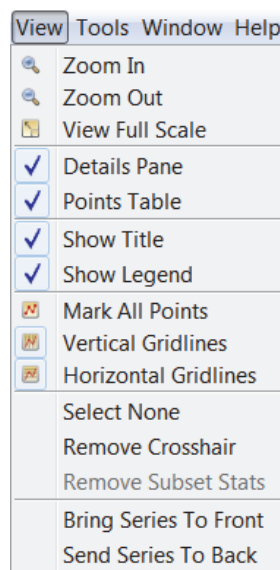 View Tools Window Help
Zoom In
Zoom Out
View Full Scale
Details Pane
Points Table
Show Title
Show Legend
Mark All Points
Vertical Gridlines
Horizontal Gridlines
Select None
Remove Crosshair
Remove Subset Stats
Bring Series To Front
Send Series To Back